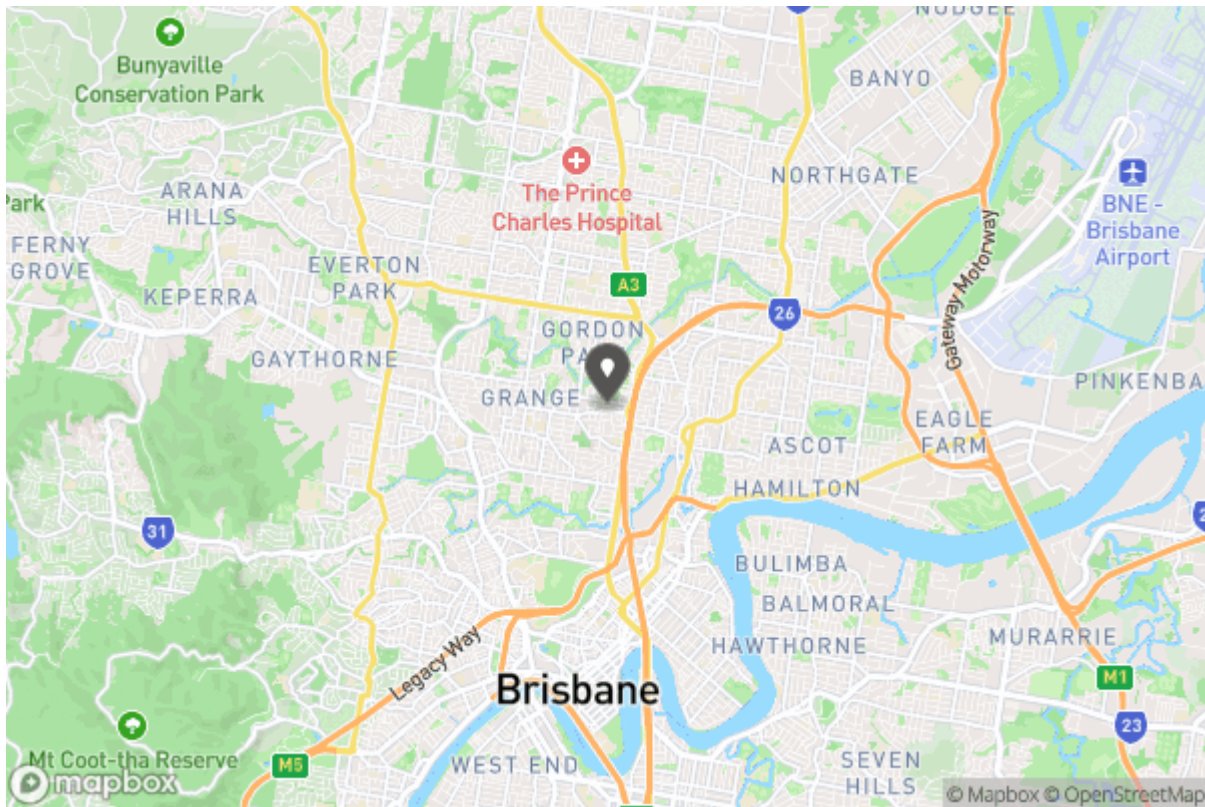 NUDGEE
Bunyaville
Conservation Park
BANYO
The Prince
Charles Hospital
NORTHGATE
ARANA
HILLS
Park
BNE -
Brisbane
Airport
FERNY
GROVE
EVERTON
PARK
KEPERRA
A3
26
Gateway Motorway
GORDON
PA
GAYTHORNE
GRANGE
PINKENBA
EAGLE
FARM
ASCOT
HAMILTON
31
BULIMBA
BALMORAL
HAWTHORNE
MURARRIE
Legacy Way
Brisbane
M1
23
Mt Coot-tha Reserve
M5
WEST END
SEVEN
HILLS
mapbox
© Mapbox © OpenStreetMap